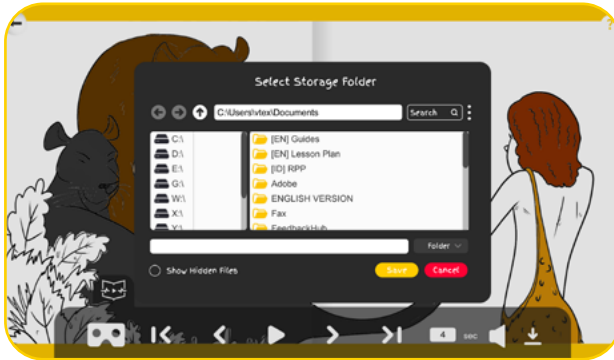 ?
Select Storage Folder
C:\Users\vtex\Documents
Search
C:\
D:\
E:\
G:\
W:\
X:\
Y:\
[EN] Guides
[EN] Lesson Plan
[ID] RPP
Adobe
ENGLISH VERSION
Fax
FeedbackHub
Folder
Show Hidden Files
Save
Cancel
4 sec